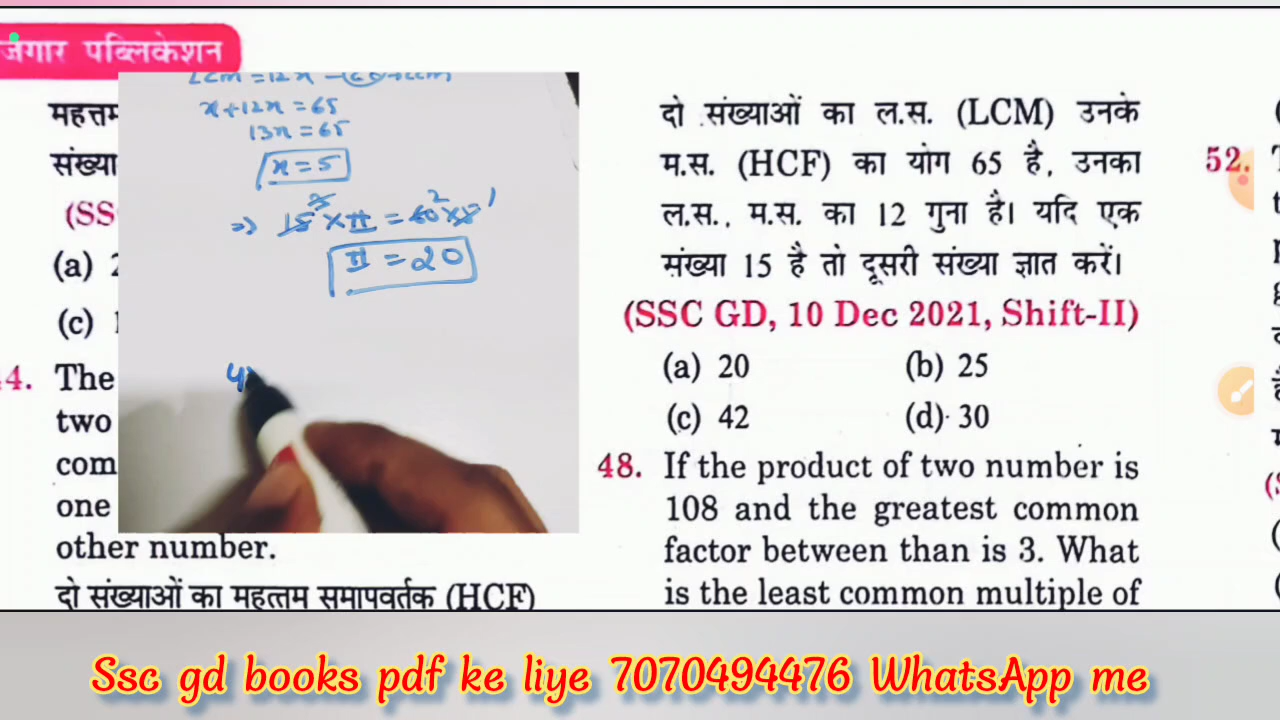 जगार पब्लिकेशन
महत्तम
संख्या
(SS
(a) 2
(c)
44. The
two
com
one
other number.
दो संख्याओं का महत्तम समापवर्तक (HCF)
x+12x=65
13x=65
x=5
⇒ 15 × II = 60 × 5
II = 20
दो संख्याओं का ल.स. (LCM) उनके
म.स. (HCF) का योग 65 है, उनका
ल.स., म.स. का 12 गुना है। यदि एक
संख्या 15 है तो दूसरी संख्या ज्ञात करें।
(SSC GD, 10 Dec 2021, Shift-II)
(a) 20 (b) 25
(c) 42 (d) 30
48. If the product of two number is
108 and the greatest common
factor between than is 3. What
is the least common multiple of
52.
Ssc gd books pdf ke liye 7070494476 WhatsApp me